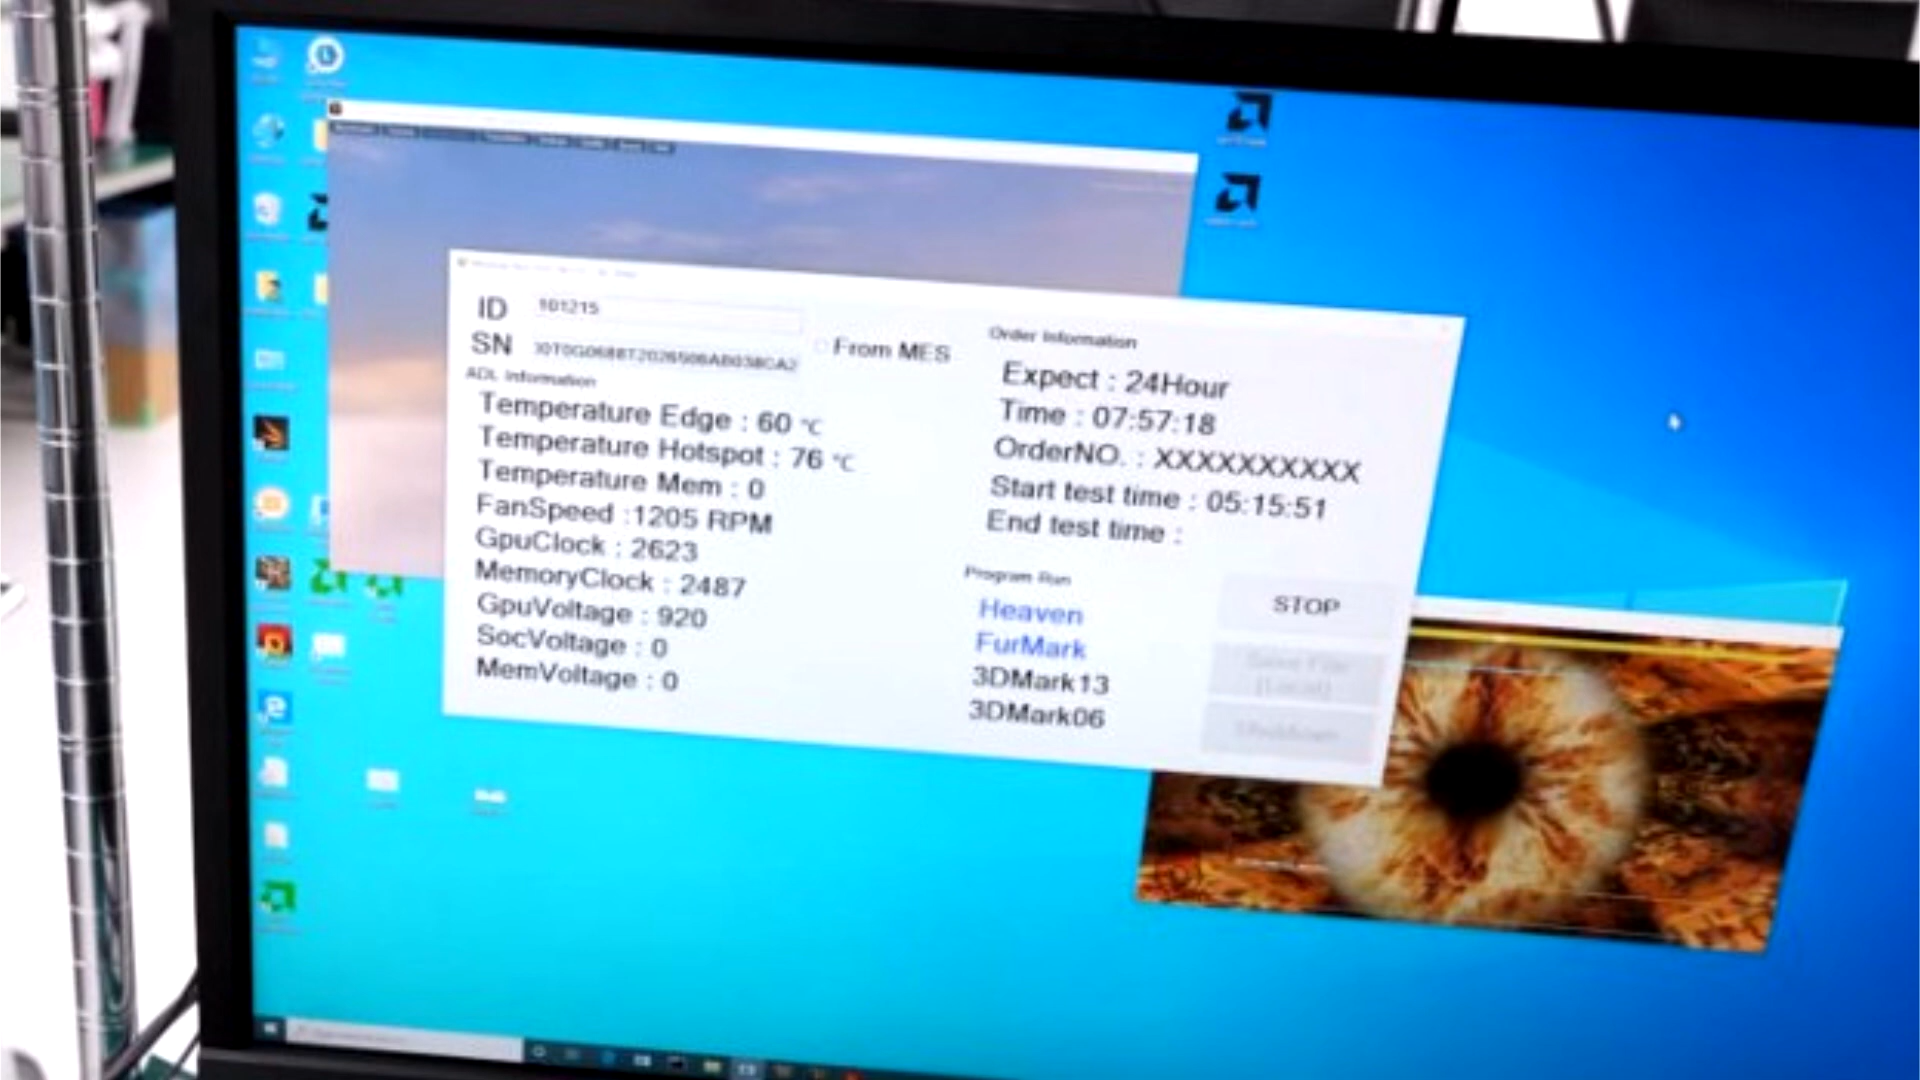 ID 101215
SN
From MES
ADL Information
Temperature Edge : 60 ℃
Temperature Hotspot : 76 ℃
Temperature Mem : 0
FanSpeed :1205 RPM
GpuClock : 2623
MemoryClock : 2487
GpuVoltage : 920
SocVoltage : 0
MemVoltage : 0
Order Information
Expect : 24Hour
Time : 07:57:18
OrderNO. : XXXXXXXXXX
Start test time : 05:15:51
End test time :
Program Run
Heaven
FurMark
3DMark13
3DMark06
STOP